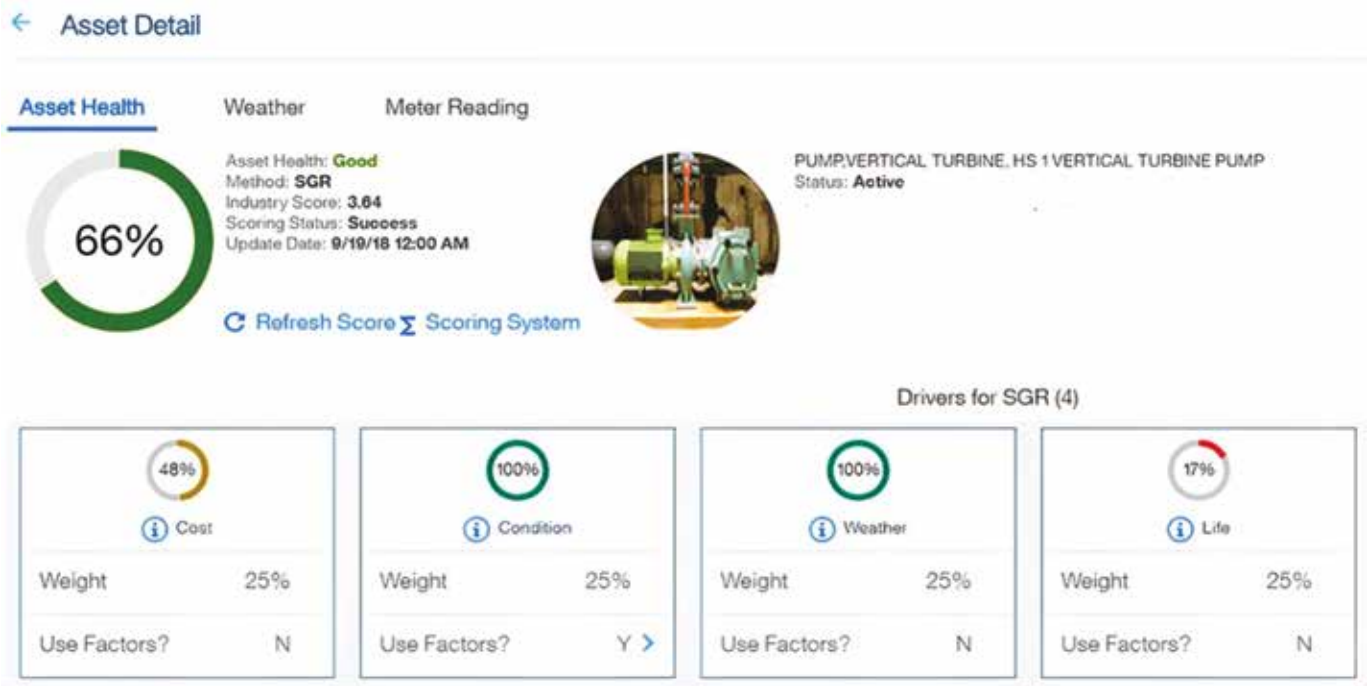 Asset Detail
Asset Health Weather Meter Reading
66%
Asset Health: Good
Method: SGR
Industry Score: 3.64
Scoring Status: Success
Update Date: 9/19/18 12:00 AM
Refresh Score Scoring System
PUMP,VERTICAL TURBINE, HS 1 VERTICAL TURBINE PUMP
Status: Active
Drivers for SGR (4)
48% 100% 100% 17%
Cost Condition Weather Life
Weight 25% Weight 25% Weight 25% Weight 25%
Use Factors? N Use Factors? Y Use Factors? N Use Factors? N